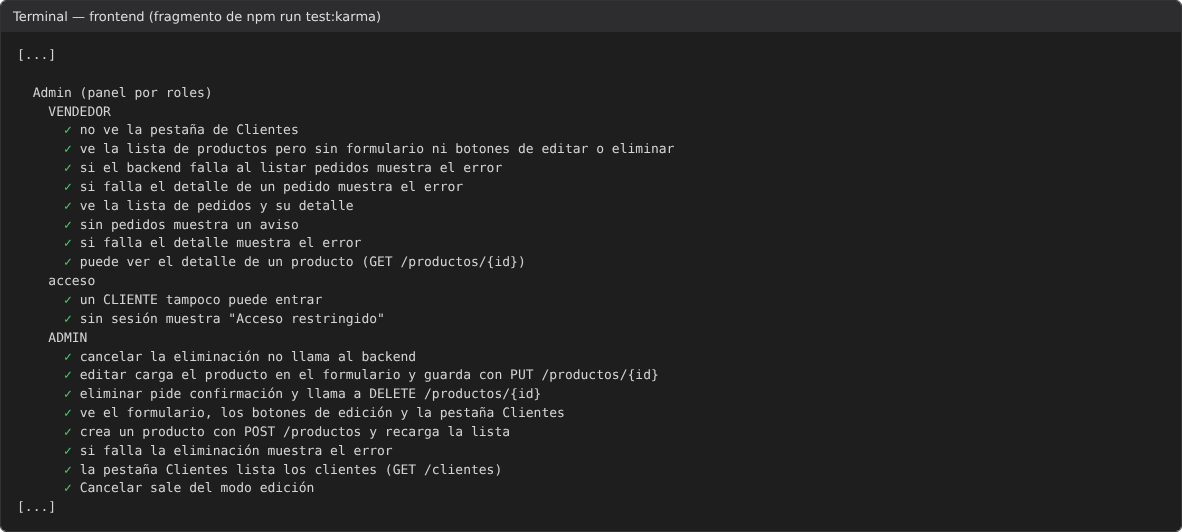 Terminal — frontend (fragmento de npm run test:karma)
[...]
Admin (panel por roles)
VENDEDOR
✓ no ve la pestaña de Clientes
✓ ve la lista de productos pero sin formulario ni botones de editar o eliminar
✓ si el backend falla al listar pedidos muestra el error
✓ si falla el detalle de un pedido muestra el error
✓ ve la lista de pedidos y su detalle
✓ sin pedidos muestra un aviso
✓ si falla el detalle muestra el error
✓ puede ver el detalle de un producto (GET /productos/{id})
acceso
✓ un CLIENTE tampoco puede entrar
✓ sin sesión muestra "Acceso restringido"
ADMIN
✓ cancelar la eliminación no llama al backend
✓ editar carga el producto en el formulario y guarda con PUT /productos/{id}
✓ eliminar pide confirmación y llama a DELETE /productos/{id}
✓ ve el formulario, los botones de edición y la pestaña Clientes
✓ crea un producto con POST /productos y recarga la lista
✓ si falla la eliminación muestra el error
✓ la pestaña Clientes lista los clientes (GET /clientes)
✓ Cancelar sale del modo edición
[...]